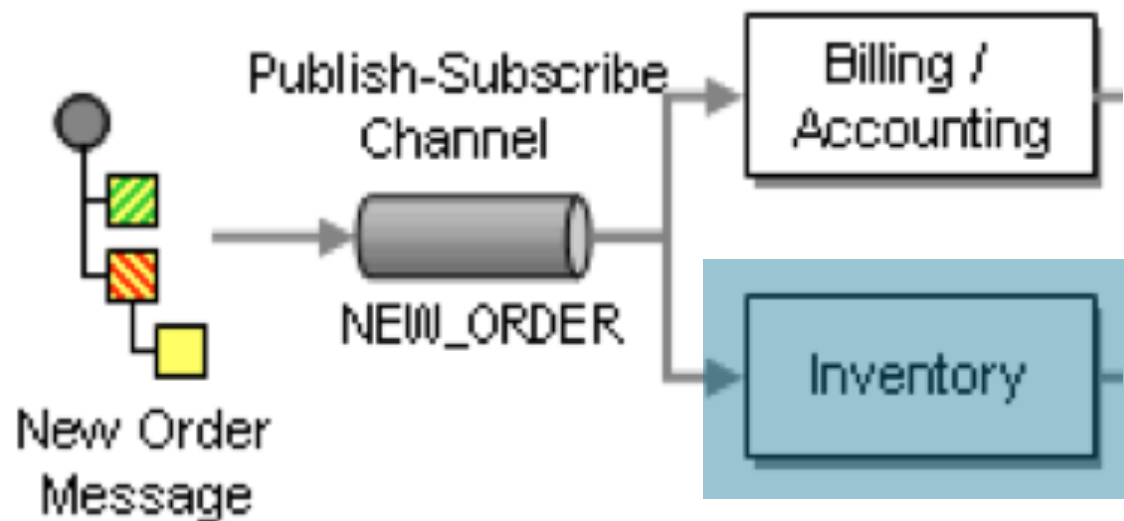 Publish-Subscribe
Channel
NEW_ORDER
New Order
Message
Billing /
Accounting
Inventory